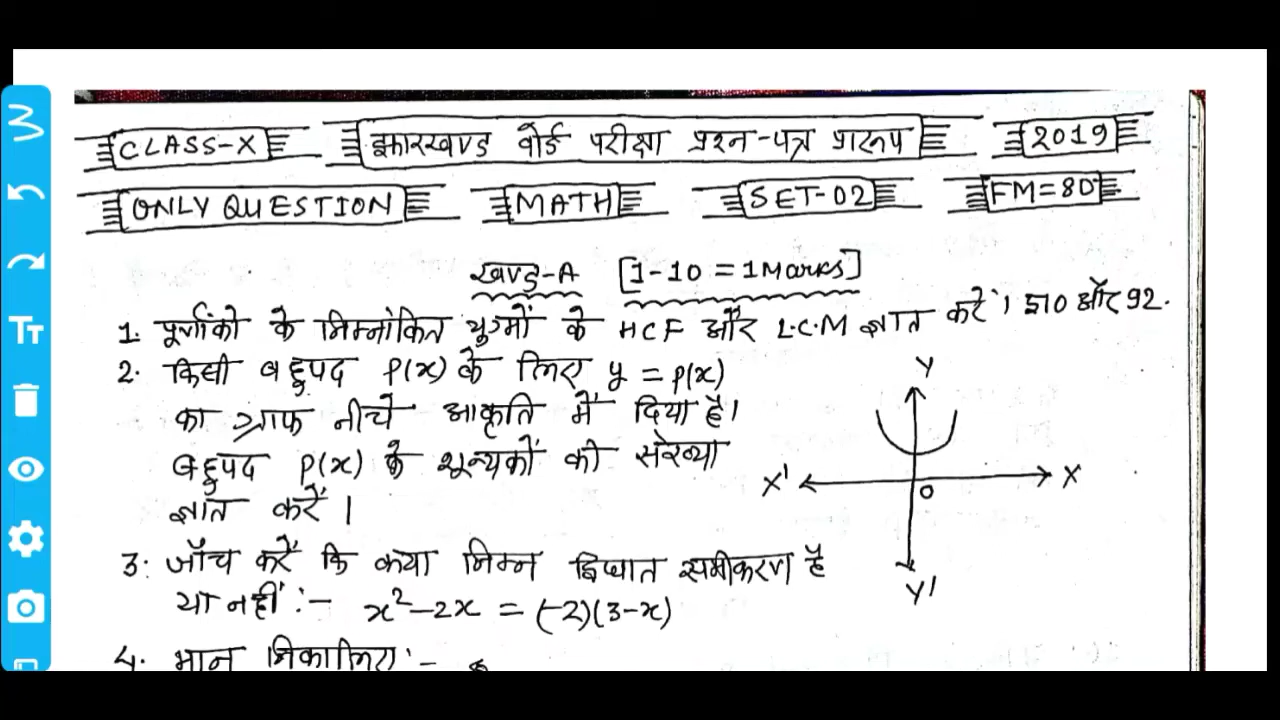 CLASS-X झारखण्ड बोर्ड परीक्षा प्रश्न-पत्र प्रारूप 2019
ONLY QUESTION MATH SET-02 FM=80
खण्ड-A [1-10 = 1 Marks]
1. पूर्णांको के निम्नांकित युग्मों के HCF और L.C.M ज्ञात करें। 510 और 92.
2. किसी बहुपद P(x) के लिए y = p(x)
का ग्राफ नीचे आकृति में दिया है।
बहुपद P(x) के शून्यकों की संख्या
ज्ञात करें।
Y
X' O X
Y'
3. जाँच करें कि क्या निम्न द्विघात समीकरण है
या नहीं :- x²-2x = (-2)(3-x)
4. मान निकालिए :-
TT